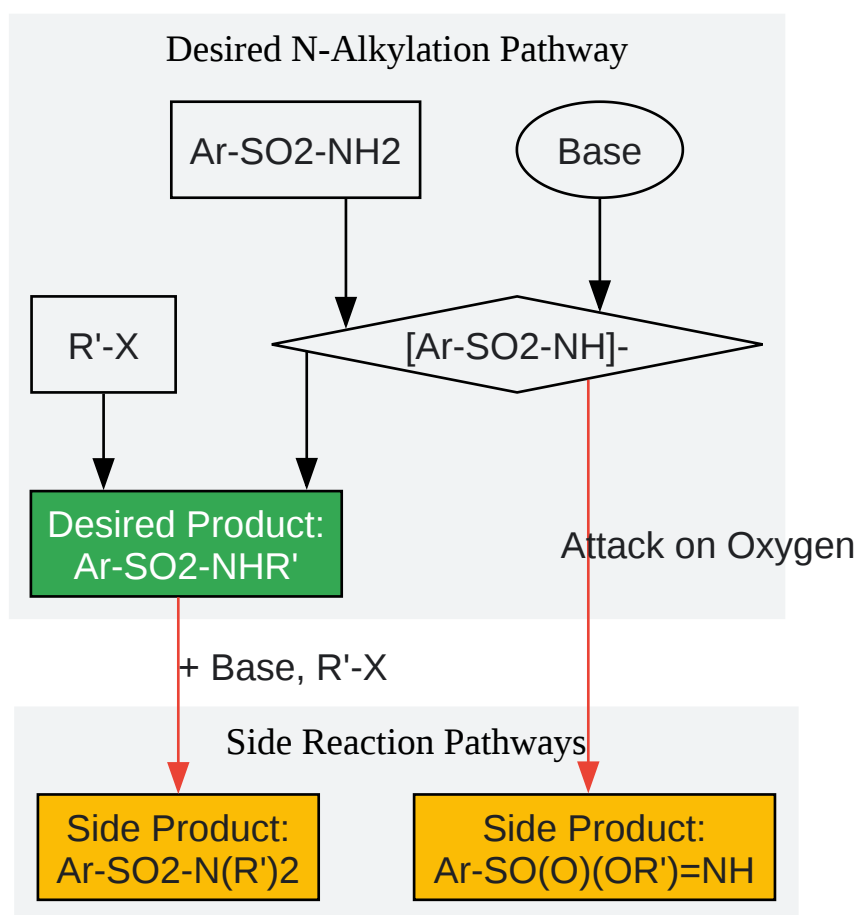 Desired N-Alkylation Pathway
Ar-SO2-NH2
Base
R'-X
[Ar-SO2-NH]-
Desired Product:
Ar-SO2-NHR'
Attack on Oxygen
+ Base, R'-X
Side Reaction Pathways
Side Product:
Ar-SO2-N(R')2
Side Product:
Ar-SO(O)(OR')=NH